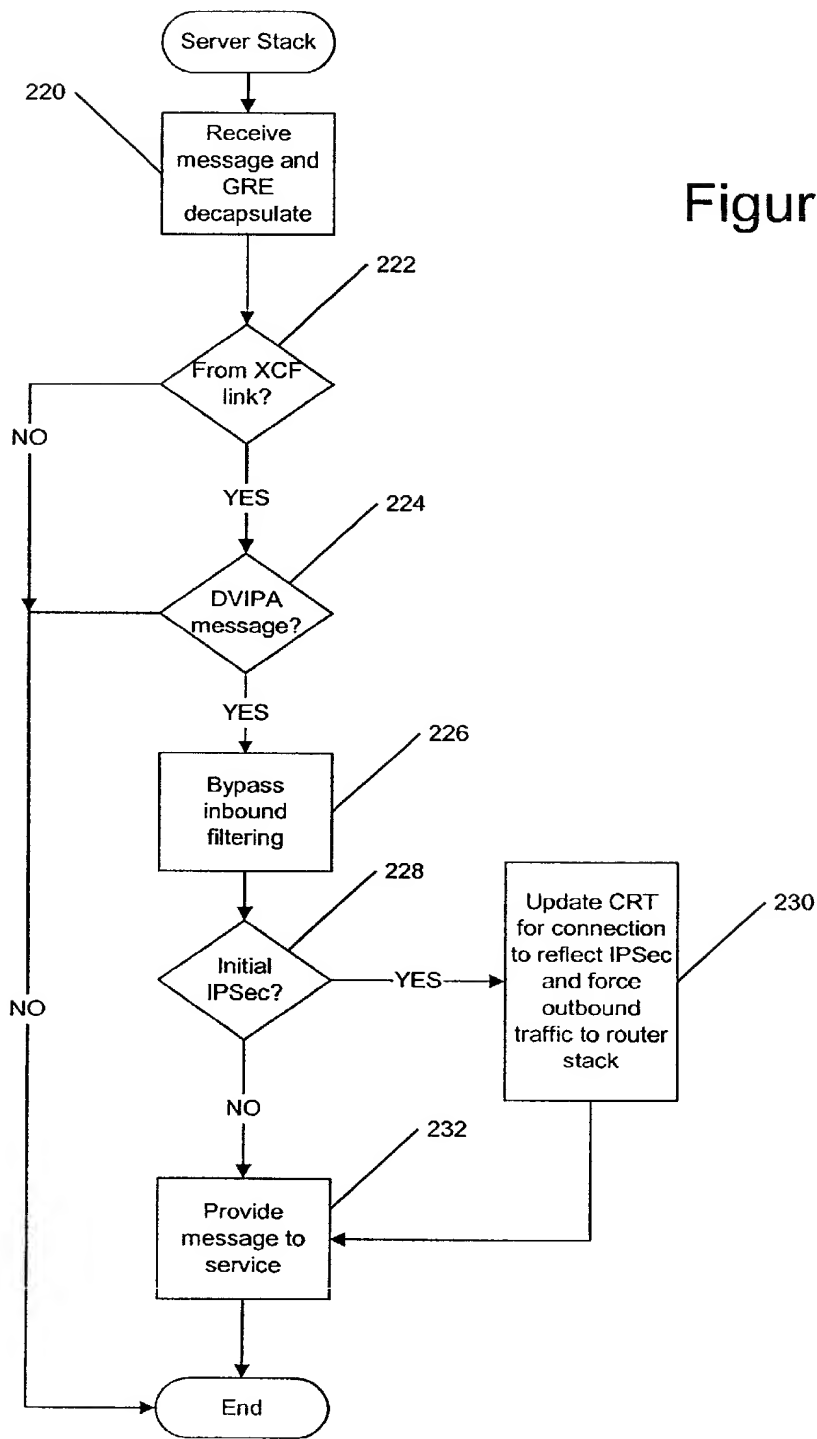 Server Stack
220
Receive
message and
GRE
decapsulate
Figur
222
From XCF
link?
NO
YES
224
DVIPA
message?
YES
226
Bypass
inbound
filtering
228
Initial
IPSec?
YES
Update CRT
for connection
to reflect IPSec
and force
outbound
traffic to router
stack
230
NO
NO
232
Provide
message to
service
End